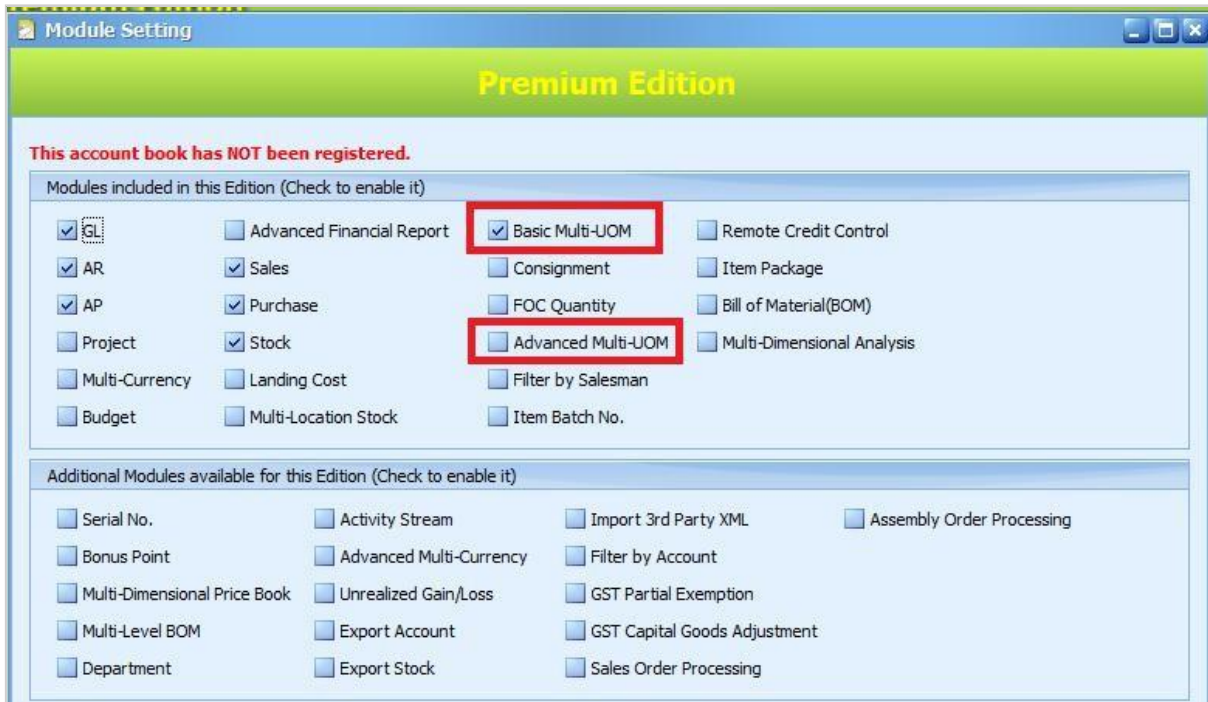 Module Setting
Premium Edition
This account book has NOT been registered.
Modules included in this Edition (Check to enable it)
GL Advanced Financial Report Basic Multi-UOM Remote Credit Control
AR Sales Consignment Item Package
AP Purchase FOC Quantity Bill of Material(BOM)
Project Stock Advanced Multi-UOM Multi-Dimensional Analysis
Multi-Currency Landing Cost Filter by Salesman
Budget Multi-Location Stock Item Batch No.
Additional Modules available for this Edition (Check to enable it)
Serial No. Activity Stream Import 3rd Party XML Assembly Order Processing
Bonus Point Advanced Multi-Currency Filter by Account
Multi-Dimensional Price Book Unrealized Gain/Loss GST Partial Exemption
Multi-Level BOM Export Account GST Capital Goods Adjustment
Department Export Stock Sales Order Processing